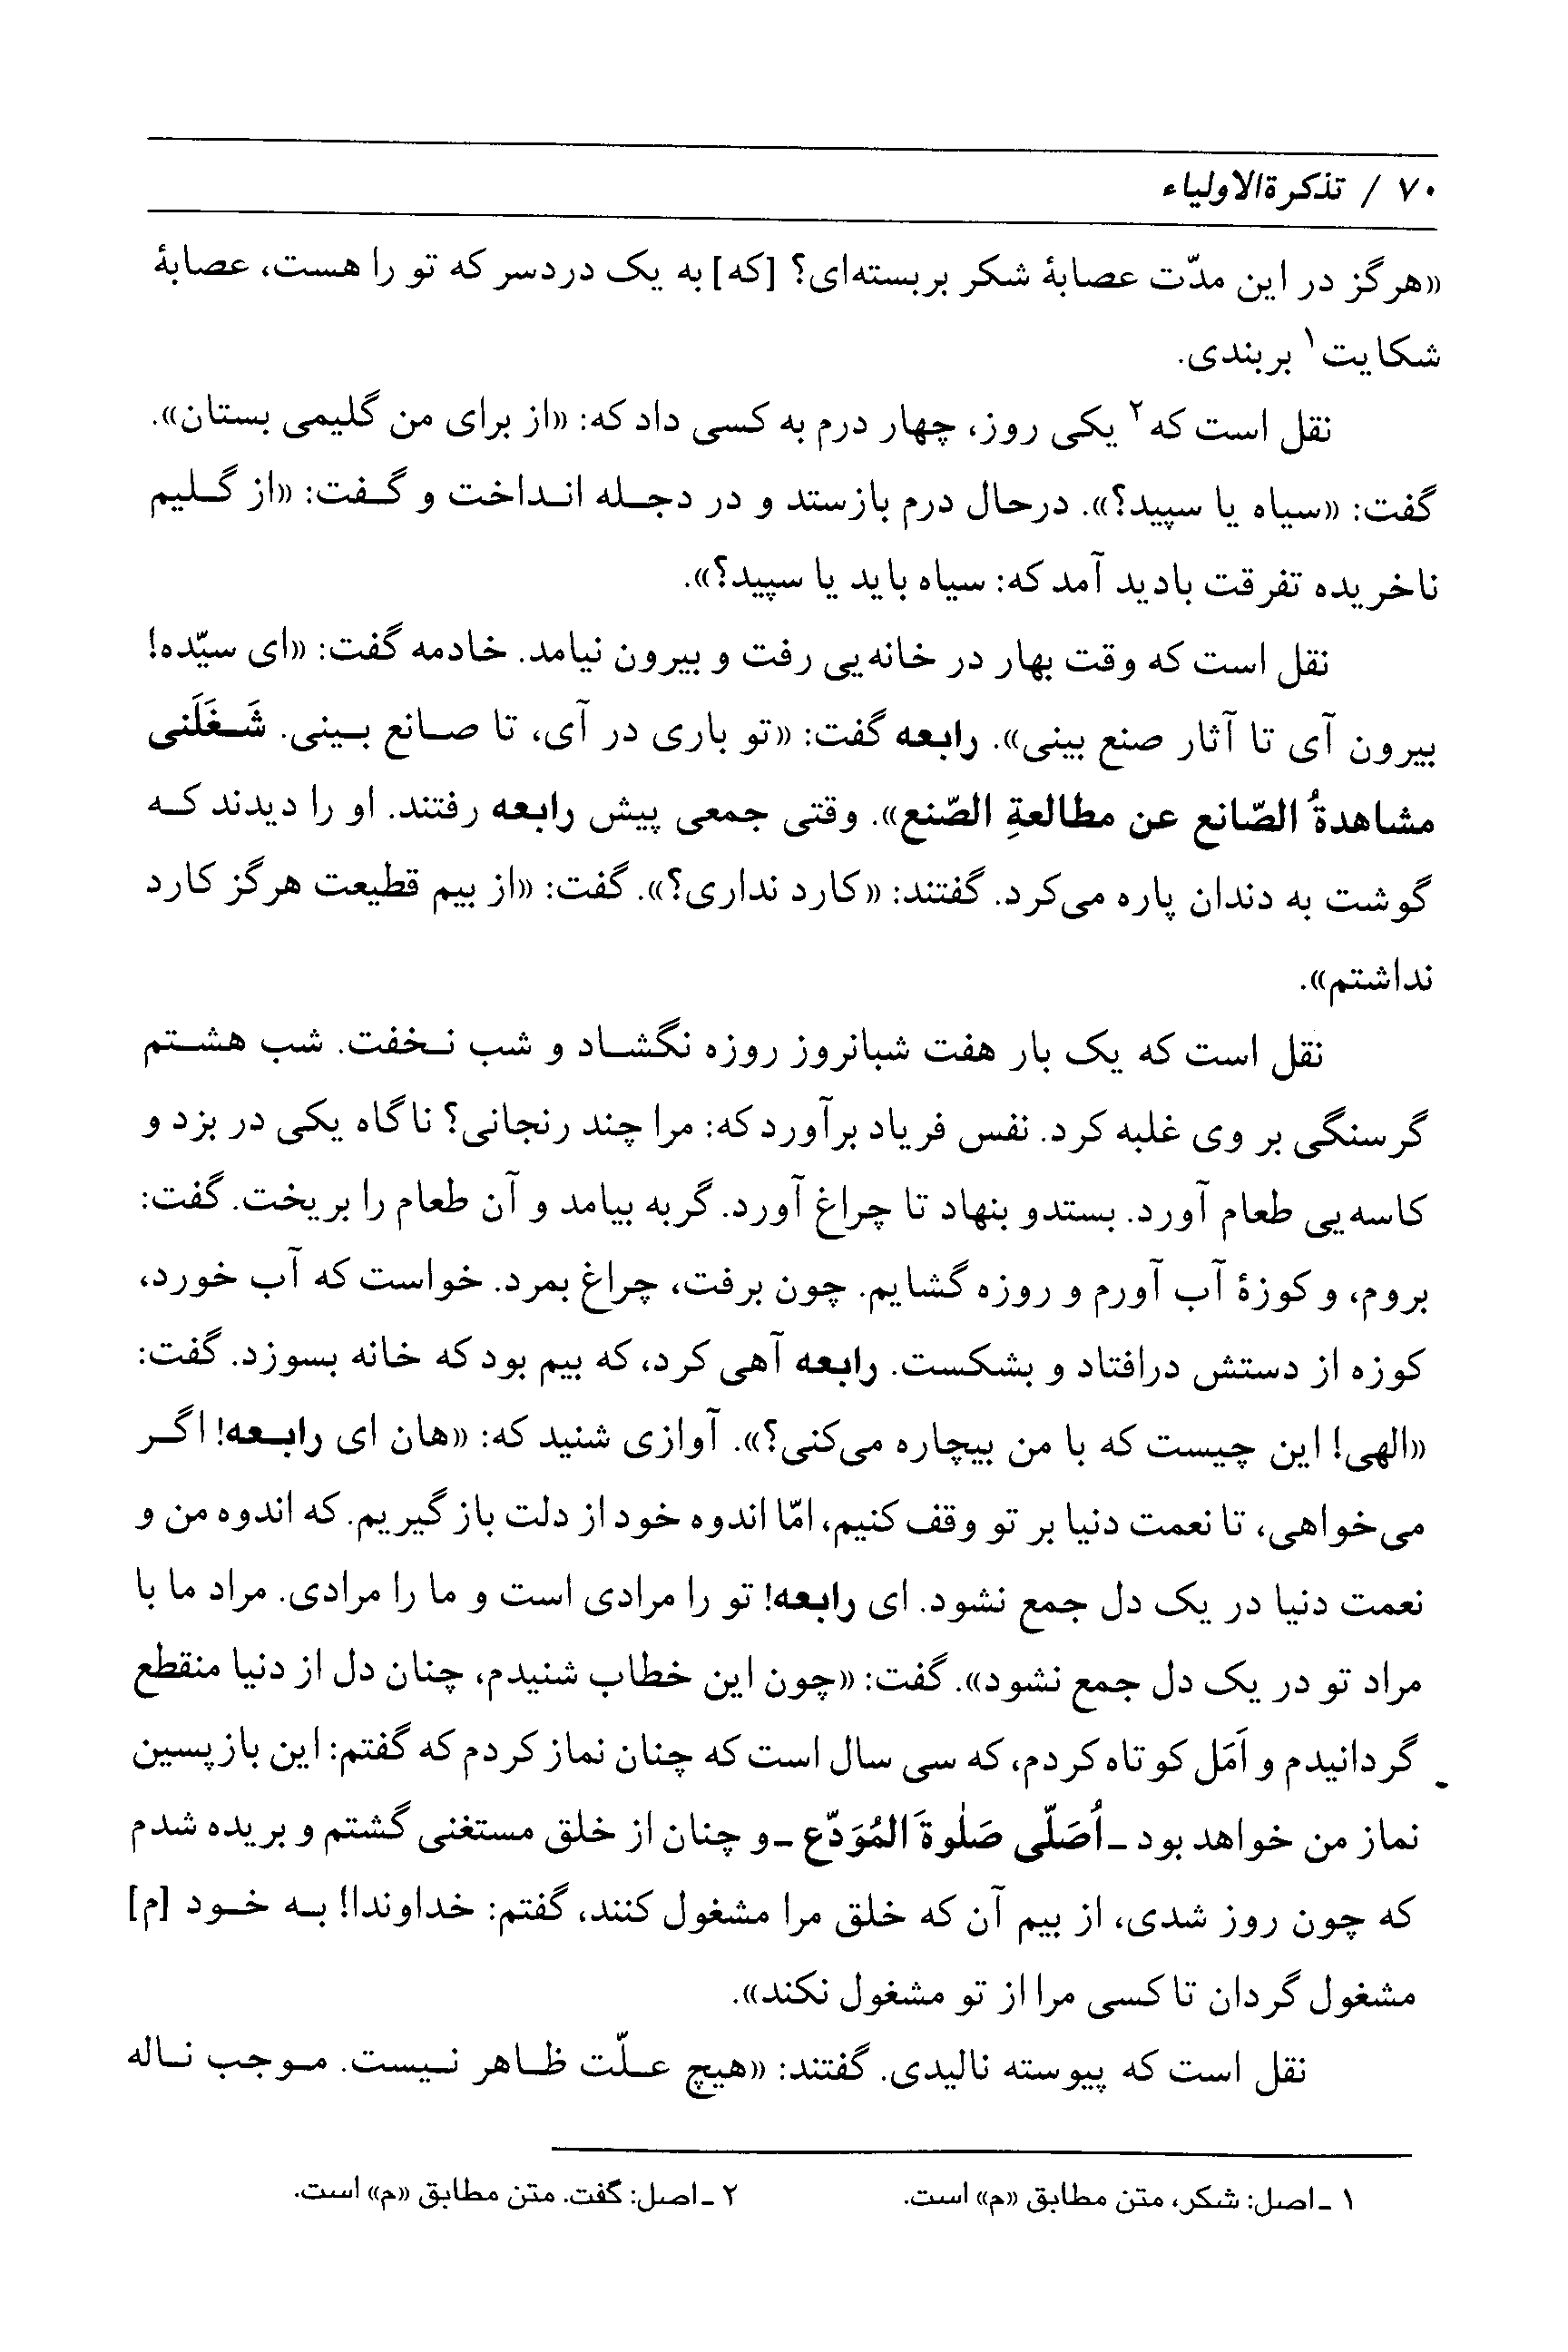 ۷۰ / تذکرة‌الاولیاء
«هرگز در این مدّت عصابهٔ شکر بربسته‌ای؟ [که] به یک دردسر که تو را هست، عصابهٔ
شکایت۱ بربندی.
نقل است که۲ یکی روز، چهار درم به کسی داد که: «از برای من گلیمی بستان».
گفت: «سیاه یا سپید؟». درحال درم بازستد و در دجله انداخت و گفت: «از گلیم
ناخریده تفرقت بادید آمد که: سیاه باید یا سپید؟».
نقل است که وقت بهار در خانه‌یی رفت و بیرون نیامد. خادمه گفت: «ای سیّده!
بیرون آی تا آثار صنع بینی». رابعه گفت: «تو باری در آی، تا صانع بینی. شَغَلَنی
مشاهدةُ الصّانع عن مطالعةِ الصّنع». وقتی جمعی پیش رابعه رفتند. او را دیدند که
گوشت به دندان پاره می‌کرد. گفتند: «کارد نداری؟». گفت: «از بیم قطیعت هرگز کارد
نداشتم».
نقل است که یک بار هفت شبانروز روزه نگشاد و شب نخفت. شب هشتم
گرسنگی بر وی غلبه کرد. نفس فریاد برآورد که: مرا چند رنجانی؟ ناگاه یکی در بزد و
کاسه‌یی طعام آورد. بستدو بنهاد تا چراغ آورد. گربه بیامد و آن طعام را بریخت. گفت:
بروم، و کوزهٔ آب آورم و روزه گشایم. چون برفت، چراغ بمرد. خواست که آب خورد،
کوزه از دستش درافتاد و بشکست. رابعه آهی کرد، که بیم بود که خانه بسوزد. گفت:
«الهی! این چیست که با من بیچاره می‌کنی؟». آوازی شنید که: «هان ای رابعه! اگر
می‌خواهی، تا نعمت دنیا بر تو وقف کنیم، امّا اندوه خود از دلت باز گیریم. که اندوه من و
نعمت دنیا در یک دل جمع نشود. ای رابعه! تو را مرادی است و ما را مرادی. مراد ما با
مراد تو در یک دل جمع نشود». گفت: «چون این خطاب شنیدم، چنان دل از دنیا منقطع
گردانیدم و اَمَل کوتاه کردم، که سی سال است که چنان نماز کردم که گفتم: این بازپسین
نماز من خواهد بود ـ اُصَلّی صَلٰوةَ المُوَدّع ـ و چنان از خلق مستغنی گشتم و بریده شدم
که چون روز شدی، از بیم آن که خلق مرا مشغول کنند، گفتم: خداوندا! به خود [م]
مشغول گردان تا کسی مرا از تو مشغول نکند».
نقل است که پیوسته نالیدی. گفتند: «هیچ علّت ظاهر نیست. موجب ناله
۱ ـ اصل: شکر، متن مطابق «م» است.
۲ ـ اصل: گفت. متن مطابق «م» است.